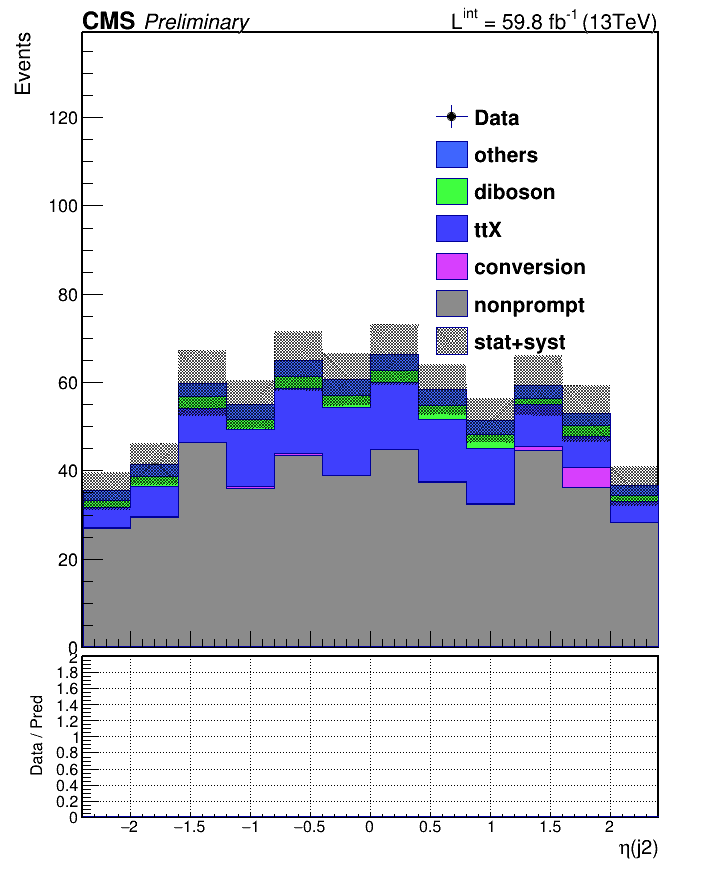 CMS Preliminary
L^int = 59.8 fb^-1 (13TeV)
Events
120
100
80
60
40
20
0
Data
others
diboson
ttX
conversion
nonprompt
stat+syst
Data / Pred
2
1.8
1.6
1.4
1.2
1
0.8
0.6
0.4
0.2
0
−2 −1.5 −1 −0.5 0 0.5 1 1.5 2
η(j2)